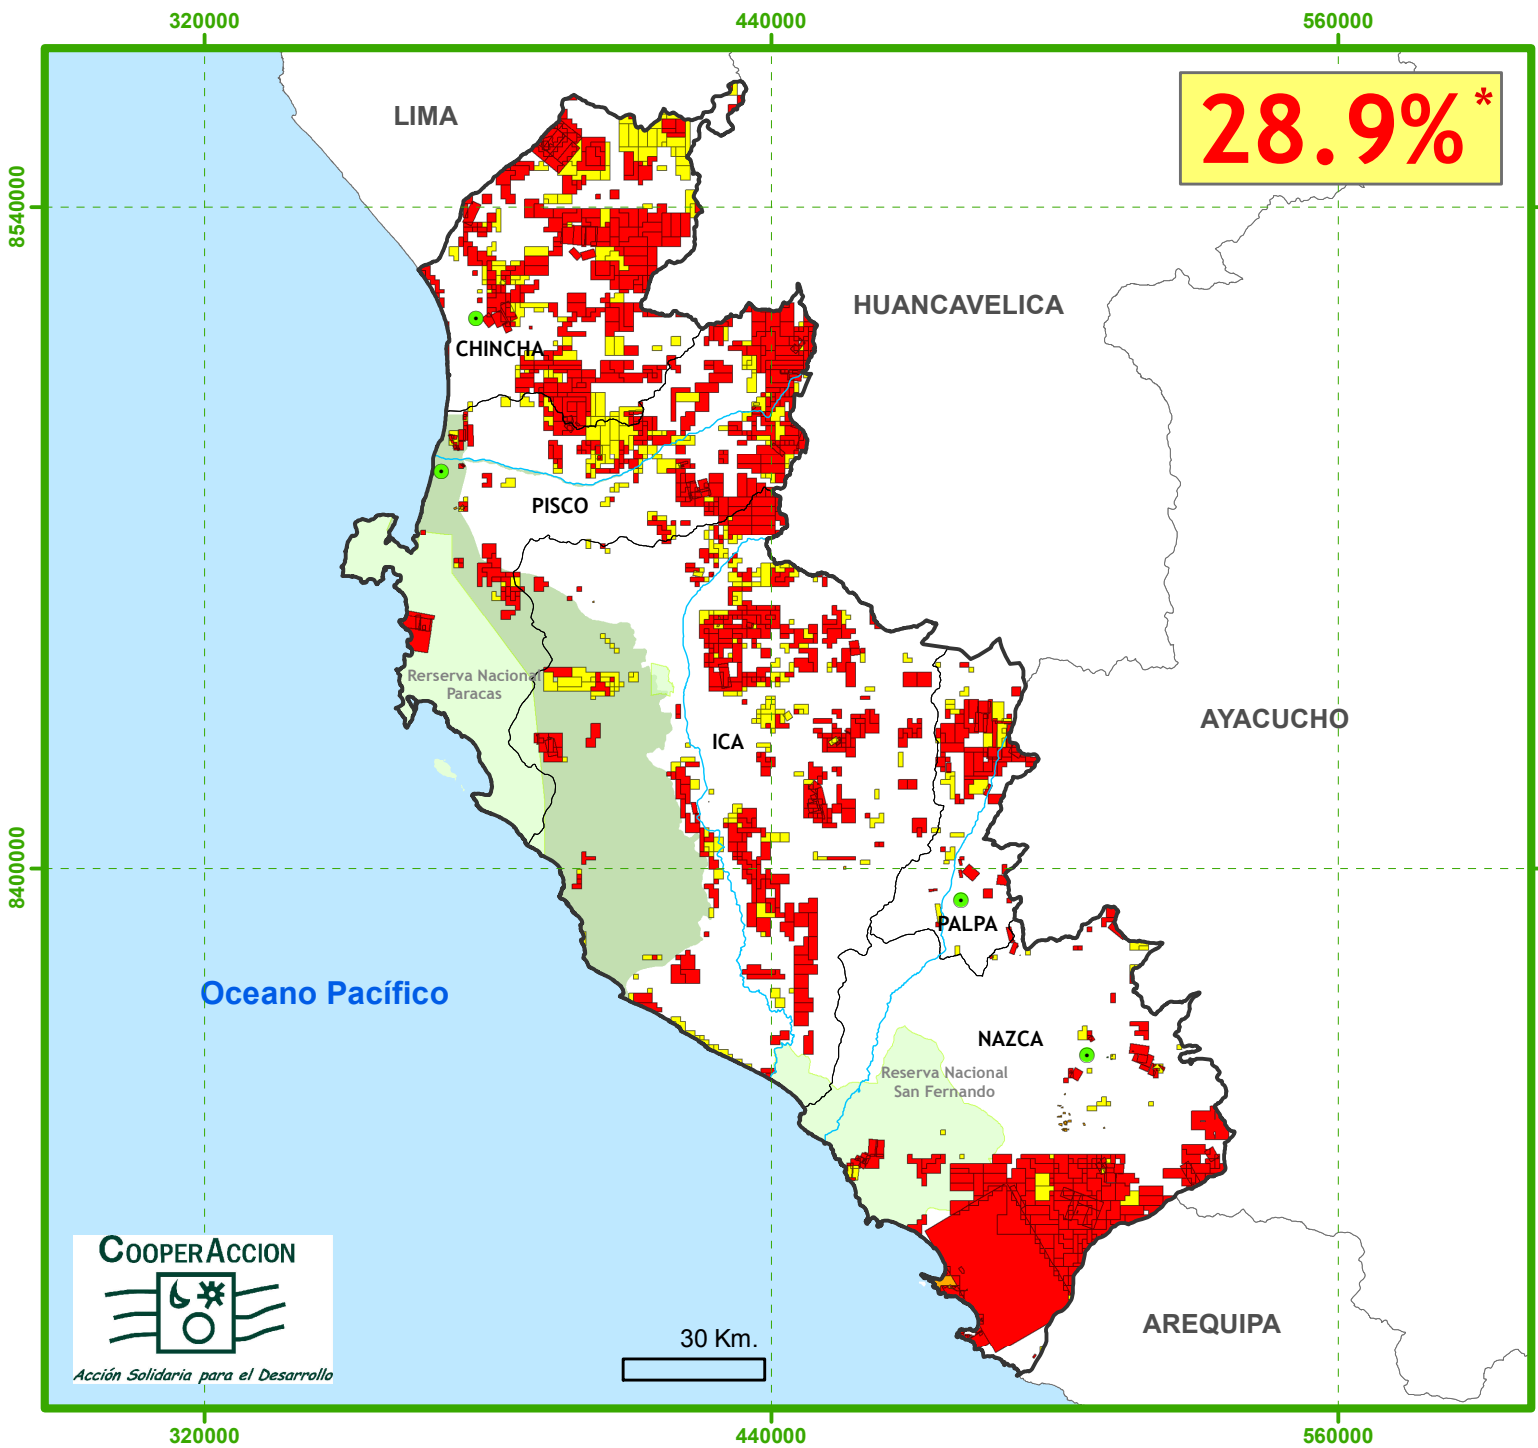 320000
440000
560000
28.9%*
LIMA
8540000
HUANCAVELICA
CHINCHA
PISCO
Rerserva Nacional
Paracas
AYACUCHO
ICA
8400000
PALPA
Oceano Pacífico
NAZCA
Reserva Nacional
San Fernando
COOPERACCION
Acción Solidaria para el Desarrollo
30 Km.
AREQUIPA
320000
440000
560000